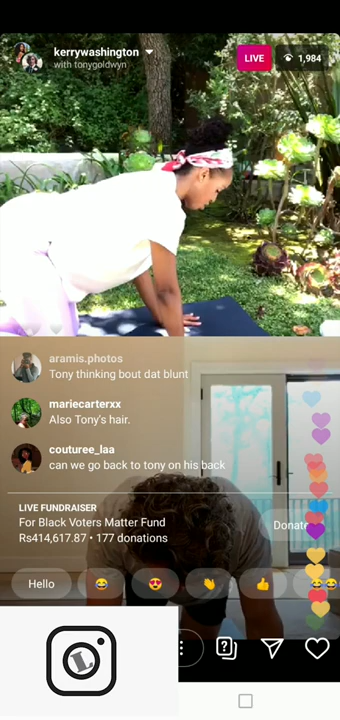 kerrywashington
with tonygoldwyn
LIVE
1,984
aramis.photos
Tony thinking bout dat blunt
mariecarterxx
Also Tony's hair.
couturee_laa
can we go back to tony on his back
LIVE FUNDRAISER
For Black Voters Matter Fund
Rs414,617.87 • 177 donations
Donate
Hello
L